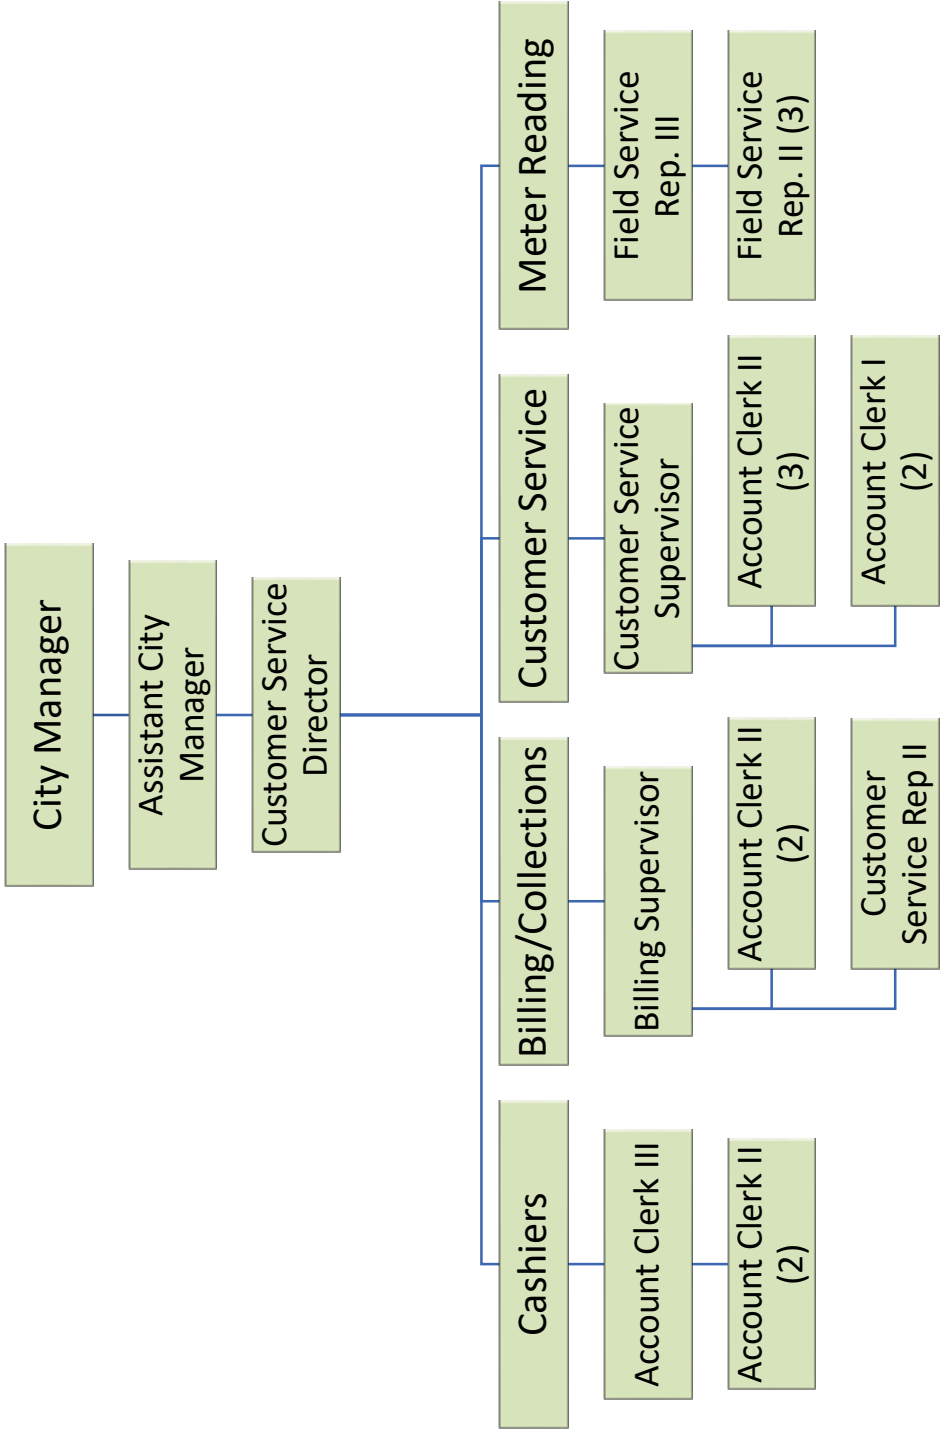 City Manager
Assistant City
Manager
Customer Service
Director
Cashiers
Billing/Collections
Customer Service
Meter Reading
Account Clerk III
Billing Supervisor
Customer Service
Supervisor
Field Service
Rep. III
Account Clerk II
(2)
Account Clerk II
(2)
Account Clerk II
(3)
Field Service
Rep. II (3)
Customer
Service Rep II
Account Clerk I
(2)